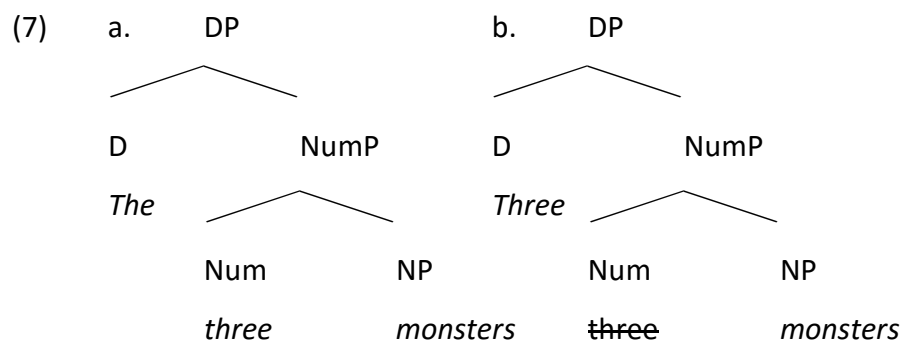 (7) a. DP b. DP
D NumP D NumP
The Three
Num NP Num NP
three monsters three monsters